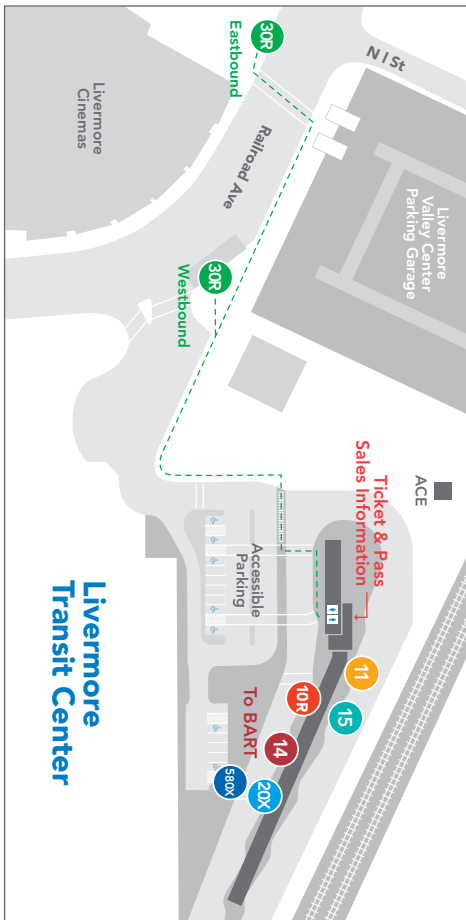 N I St
Livermore
Valley Center
Parking Garage
30R
Eastbound
Railroad Ave
Livermore
Cinemas
30R
Westbound
ACE
Ticket & Pass
Sales Information
Accessible
Parking
11
15
10R
To BART
14
20X
580X
Livermore
Transit Center